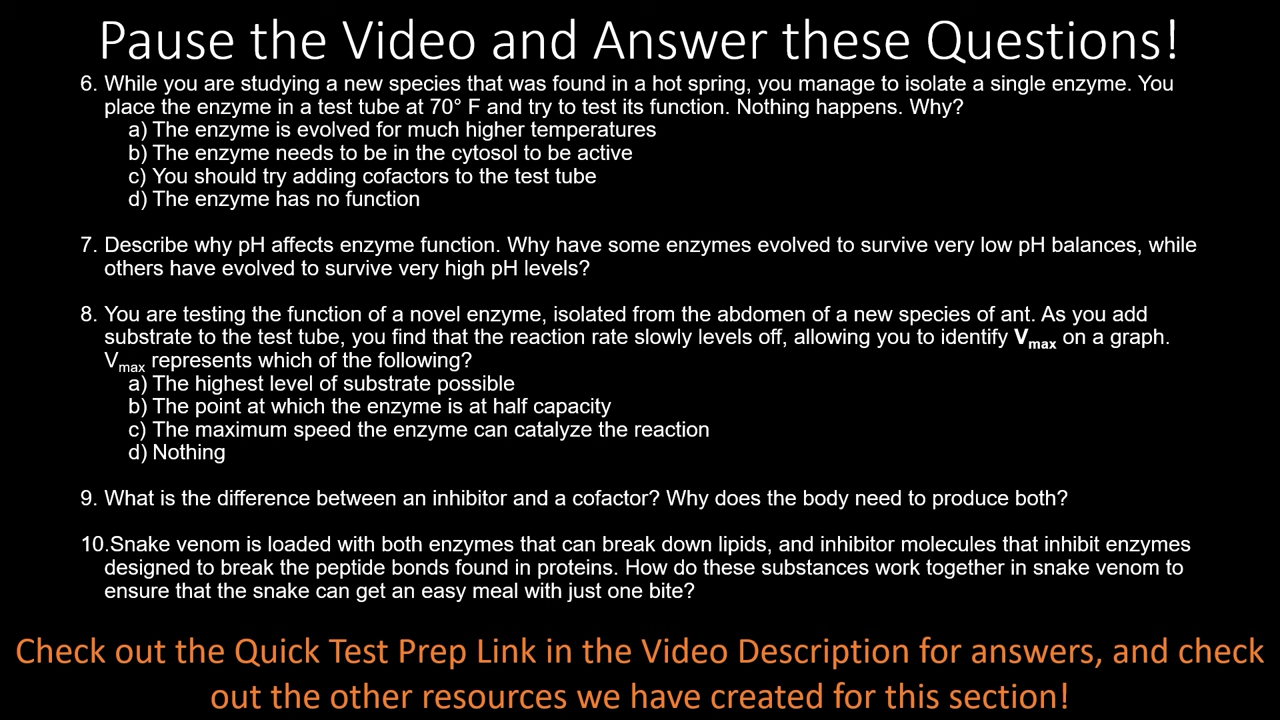 Pause the Video and Answer these Questions!
6. While you are studying a new species that was found in a hot spring, you manage to isolate a single enzyme. You
place the enzyme in a test tube at 70° F and try to test its function. Nothing happens. Why?
a) The enzyme is evolved for much higher temperatures
b) The enzyme needs to be in the cytosol to be active
c) You should try adding cofactors to the test tube
d) The enzyme has no function
7. Describe why pH affects enzyme function. Why have some enzymes evolved to survive very low pH balances, while
others have evolved to survive very high pH levels?
8. You are testing the function of a novel enzyme, isolated from the abdomen of a new species of ant. As you add
substrate to the test tube, you find that the reaction rate slowly levels off, allowing you to identify Vmax on a graph.
Vmax represents which of the following?
a) The highest level of substrate possible
b) The point at which the enzyme is at half capacity
c) The maximum speed the enzyme can catalyze the reaction
d) Nothing
9. What is the difference between an inhibitor and a cofactor? Why does the body need to produce both?
10.Snake venom is loaded with both enzymes that can break down lipids, and inhibitor molecules that inhibit enzymes
designed to break the peptide bonds found in proteins. How do these substances work together in snake venom to
ensure that the snake can get an easy meal with just one bite?
Check out the Quick Test Prep Link in the Video Description for answers, and check
out the other resources we have created for this section!